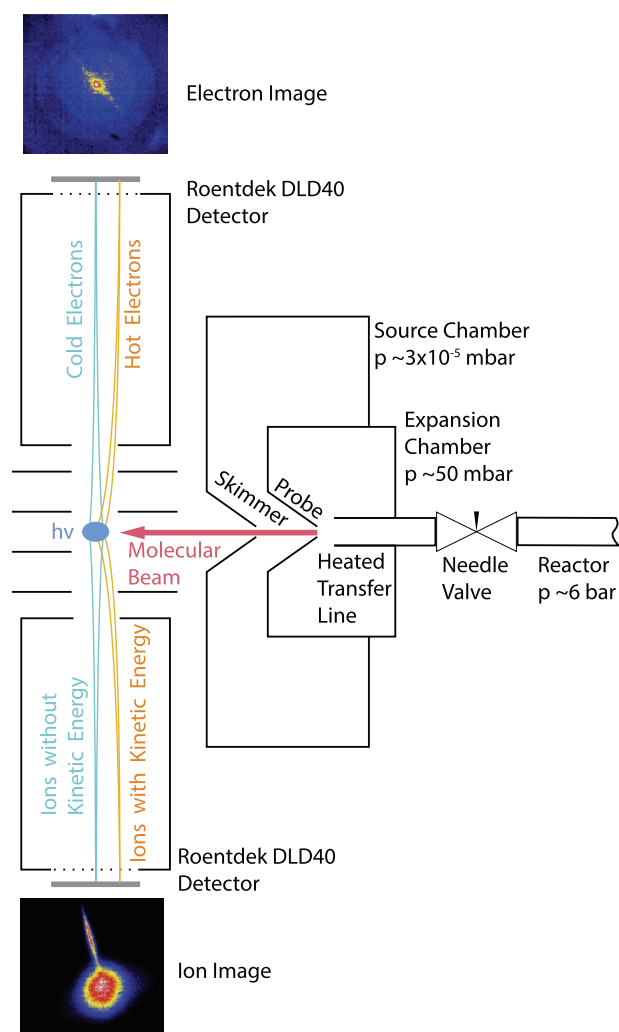 Electron Image
Roentdek DLD40
Detector
Cold Electrons
Hot Electrons
Source Chamber
p ~3x10⁻⁵ mbar
Expansion
Chamber
p ~50 mbar
Skimmer
Probe
hv
Molecular
Beam
Heated
Transfer
Line
Needle
Valve
Reactor
p ~6 bar
Ions without
Kinetic Energy
Ions with Kinetic Energy
Roentdek DLD40
Detector
Ion Image